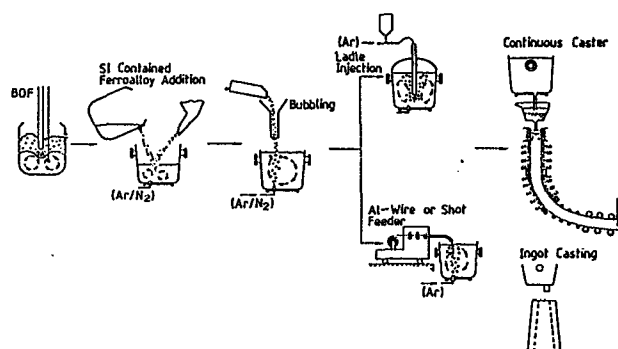 BOF
SI Contained
Ferroalloy Addition
(Ar/N₂)
Bubbling
(Ar/N₂)
(Ar)
Ladle
Injection
Al-Wire or Shot
Feeder
(Ar)
Continuous Caster
Ingot Casting